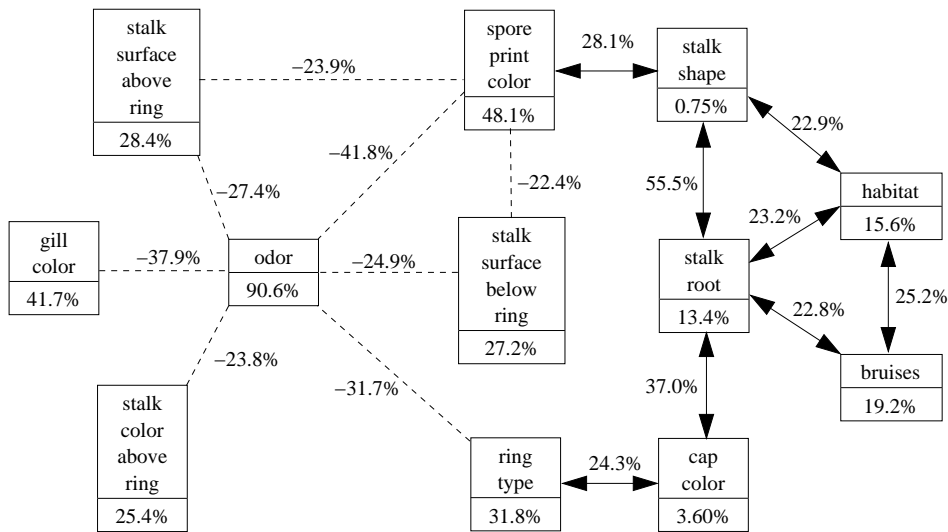 stalk
surface
above
ring
28.4%
−23.9%
spore
print
color
48.1%
28.1%
stalk
shape
0.75%
22.9%
−41.8%
−27.4%
−22.4%
55.5%
habitat
15.6%
23.2%
gill
color
41.7%
−37.9%
odor
90.6%
−24.9%
stalk
surface
below
ring
27.2%
stalk
root
13.4%
22.8%
25.2%
bruises
19.2%
−23.8%
−31.7%
37.0%
stalk
color
above
ring
25.4%
ring
type
31.8%
24.3%
cap
color
3.60%